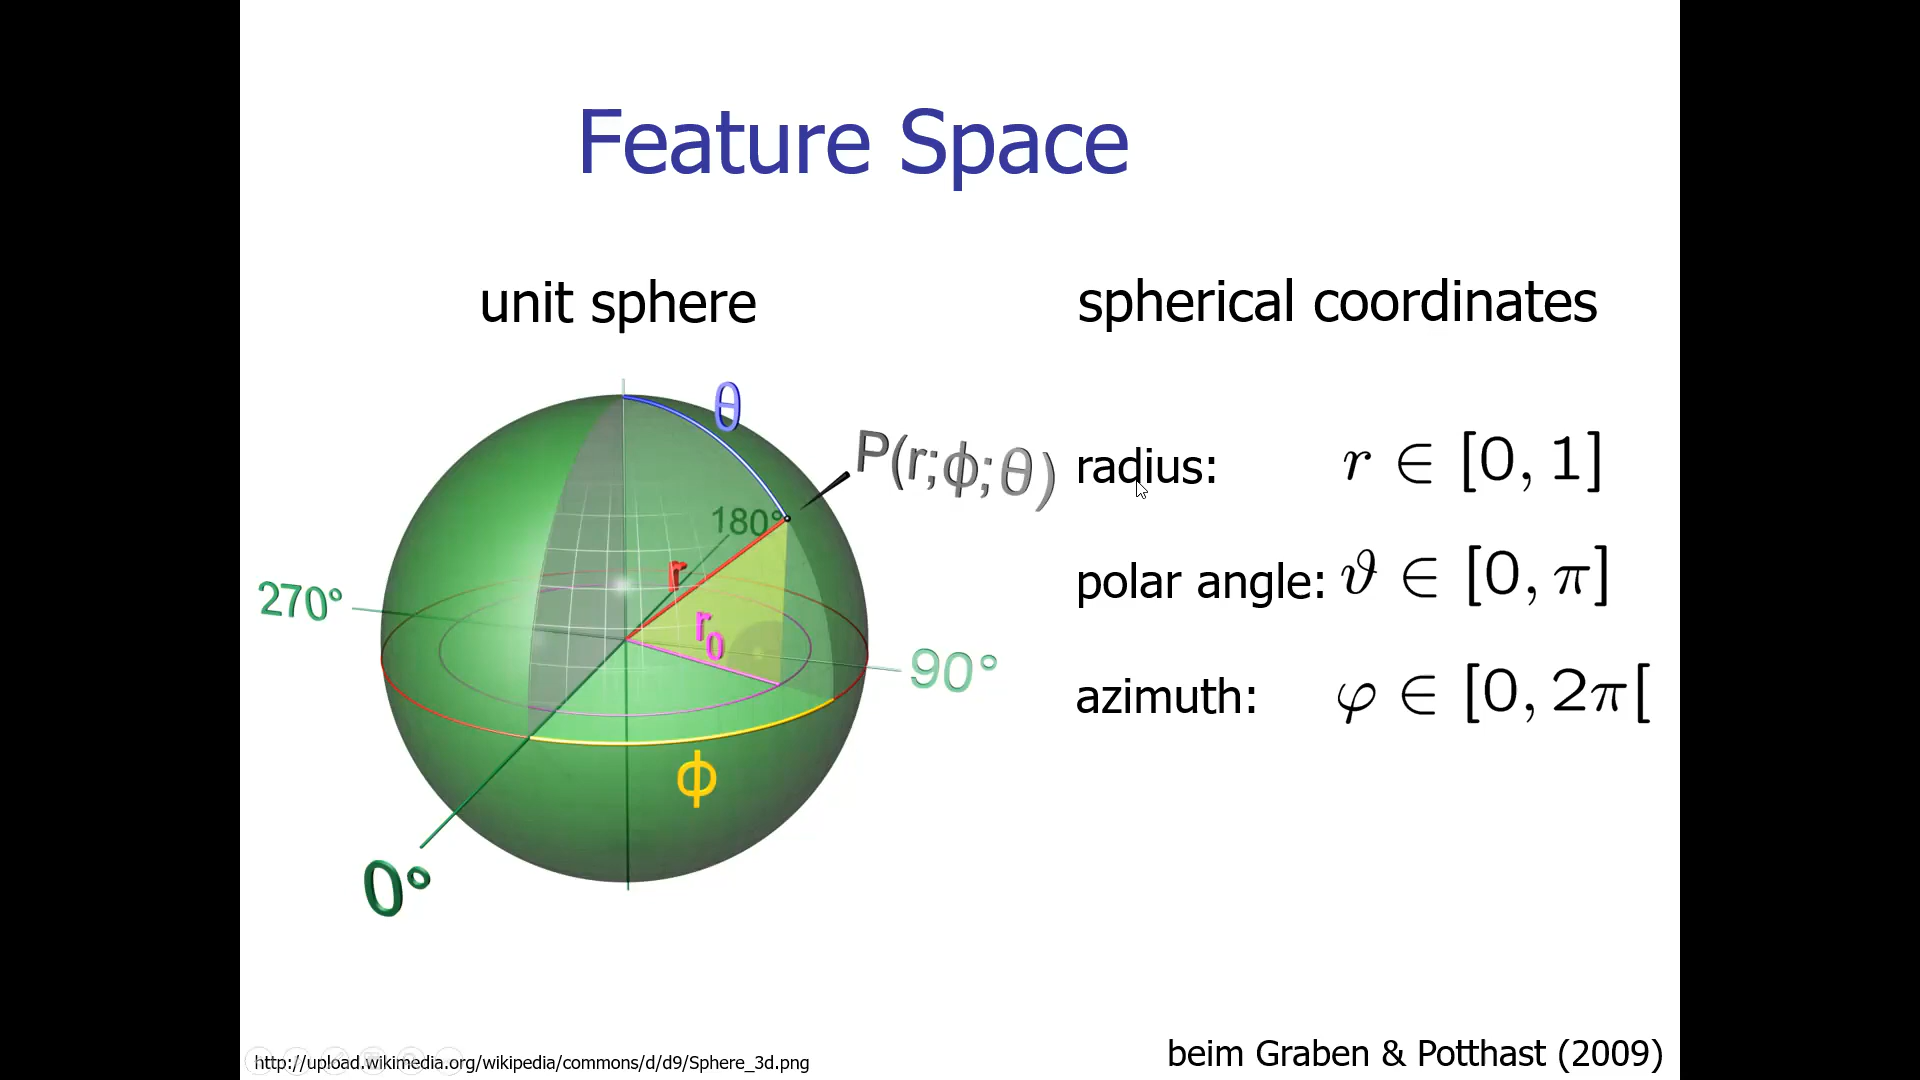 Feature Space
unit sphere
spherical coordinates
θ
P(r;ϕ;θ)
180°
r
r₀
270°
90°
ϕ
0°
radius: r ∈ [0, 1]
polar angle: ϑ ∈ [0, π]
azimuth: φ ∈ [0, 2π[
http://upload.wikimedia.org/wikipedia/commons/d/d9/Sphere_3d.png
beim Graben & Potthast (2009)